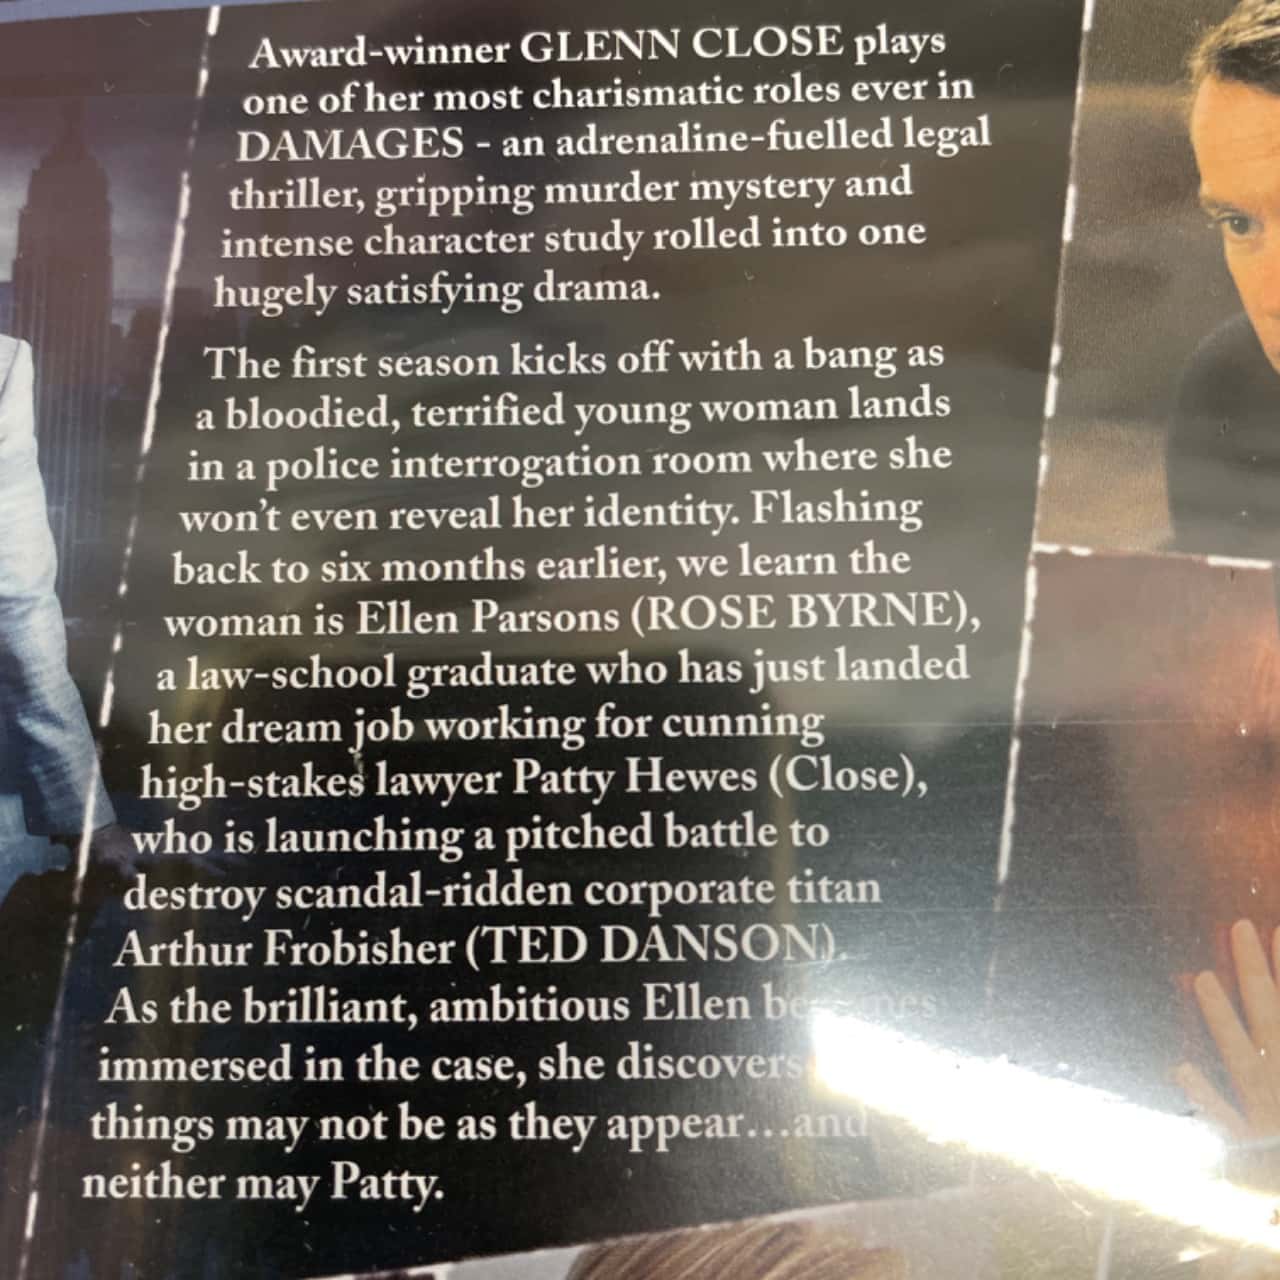 Award-winner GLENN CLOSE plays
one of her most charismatic roles ever in
DAMAGES - an adrenaline-fuelled legal
thriller, gripping murder mystery and
intense character study rolled into one
hugely satisfying drama.
The first season kicks off with a bang as
a bloodied, terrified young woman lands
in a police interrogation room where she
won't even reveal her identity. Flashing
back to six months earlier, we learn the
woman is Ellen Parsons (ROSE BYRNE),
a law-school graduate who has just landed
her dream job working for cunning
high-stakes lawyer Patty Hewes (Close),
who is launching a pitched battle to
destroy scandal-ridden corporate titan
Arthur Frobisher (TED DANSON).
As the brilliant, ambitious Ellen becomes
immersed in the case, she discovers
things may not be as they appear...and
neither may Patty.